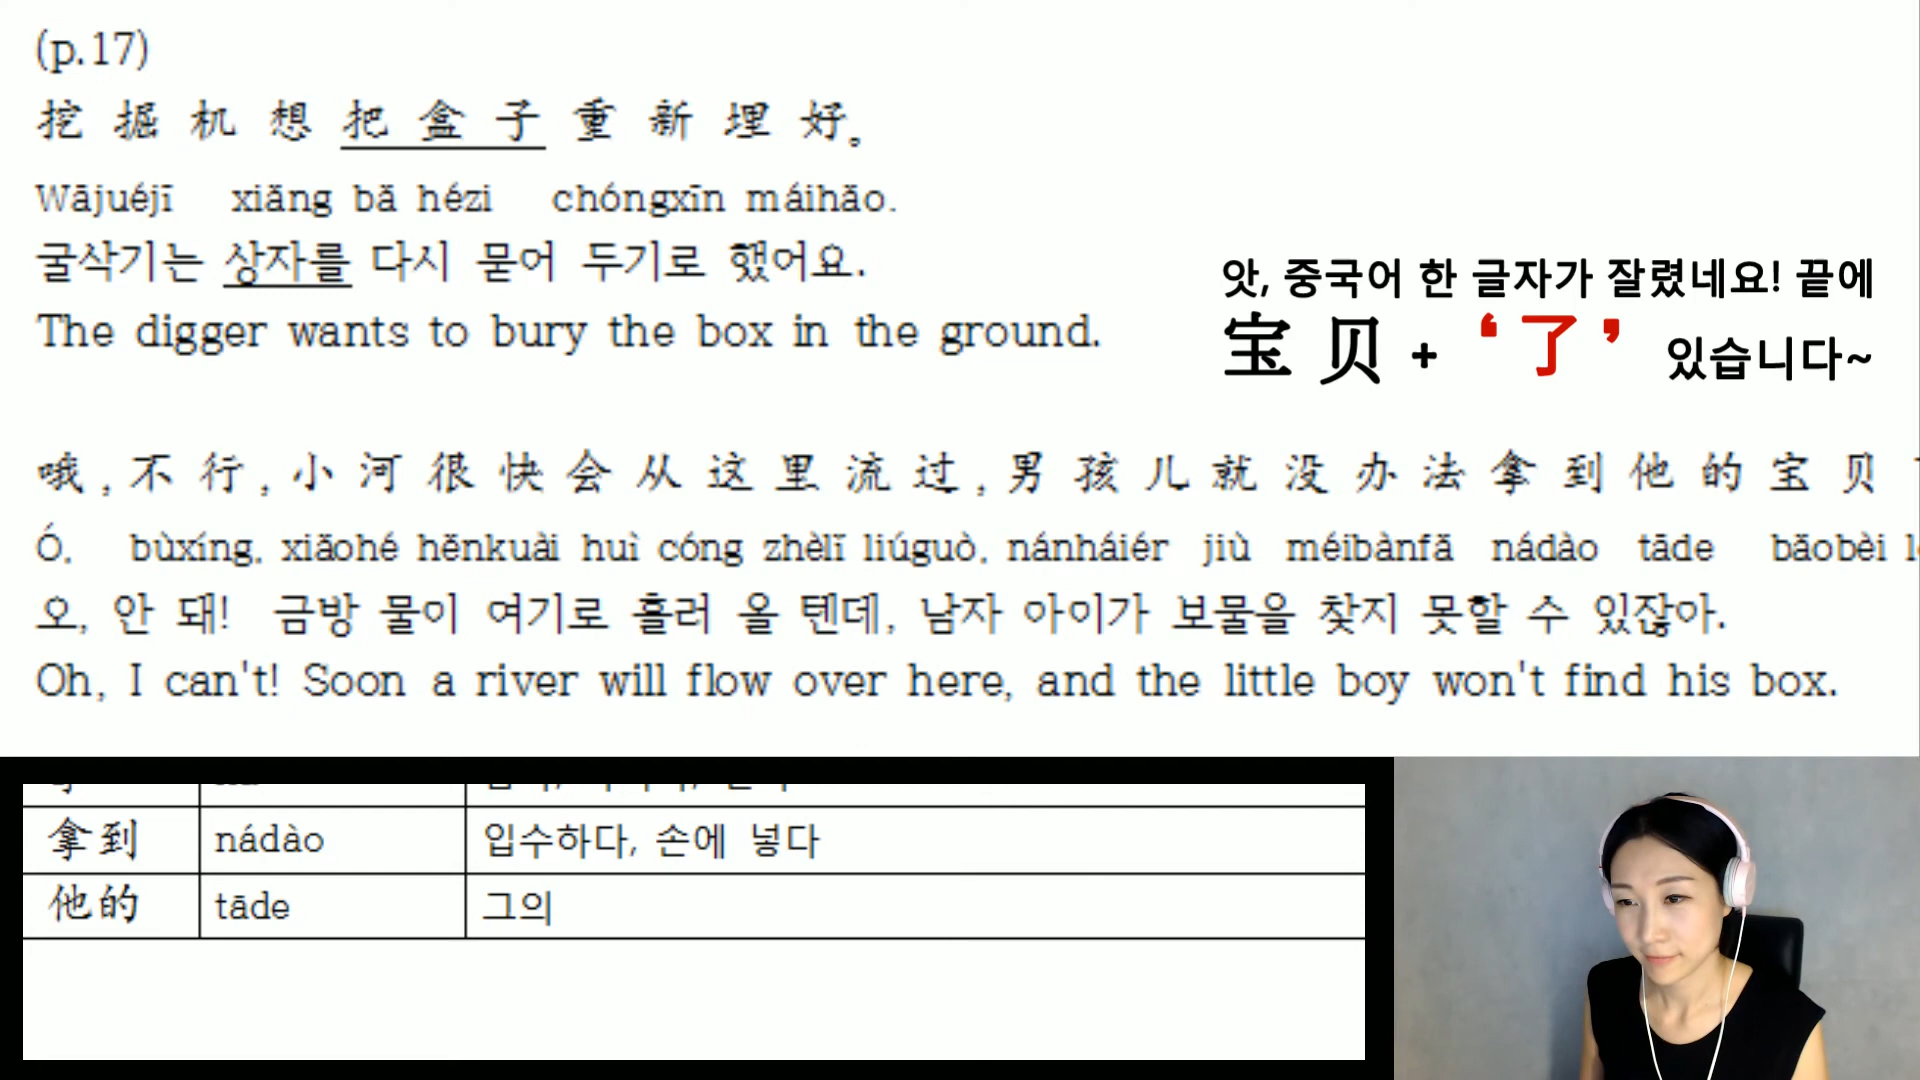 (p.17)
挖掘机想把盒子重新埋好。
Wājuéjī xiǎng bǎ hézi chóngxīn máihǎo.
굴삭기는 상자를 다시 묻어 두기로 했어요.
The digger wants to bury the box in the ground.
앗, 중국어 한 글자가 잘렸네요! 끝에
宝贝 + ‘了’ 있습니다~
哦,不行,小河很快会从这里流过,男孩儿就没办法拿到他的宝贝
Ó, bùxíng, xiǎohé hěnkuài huì cóng zhèlǐ liúguò, nánháiér jiù méibànfǎ nádào tāde bǎobèi
오, 안 돼! 금방 물이 여기로 흘러 올 텐데, 남자 아이가 보물을 찾지 못할 수 있잖아.
Oh, I can't! Soon a river will flow over here, and the little boy won't find his box.
拿到 nádào 입수하다, 손에 넣다
他的 tāde 그의